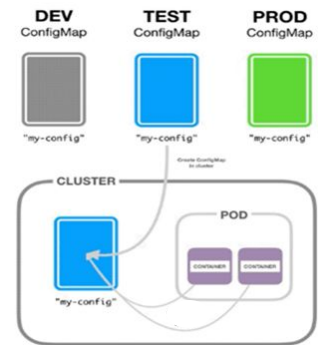 DEV TEST PROD
ConfigMap ConfigMap ConfigMap
"my-config" "my-config" "my-config"
Create ConfigMap
in cluster
CLUSTER
POD
CONTAINER CONTAINER
"my-config"